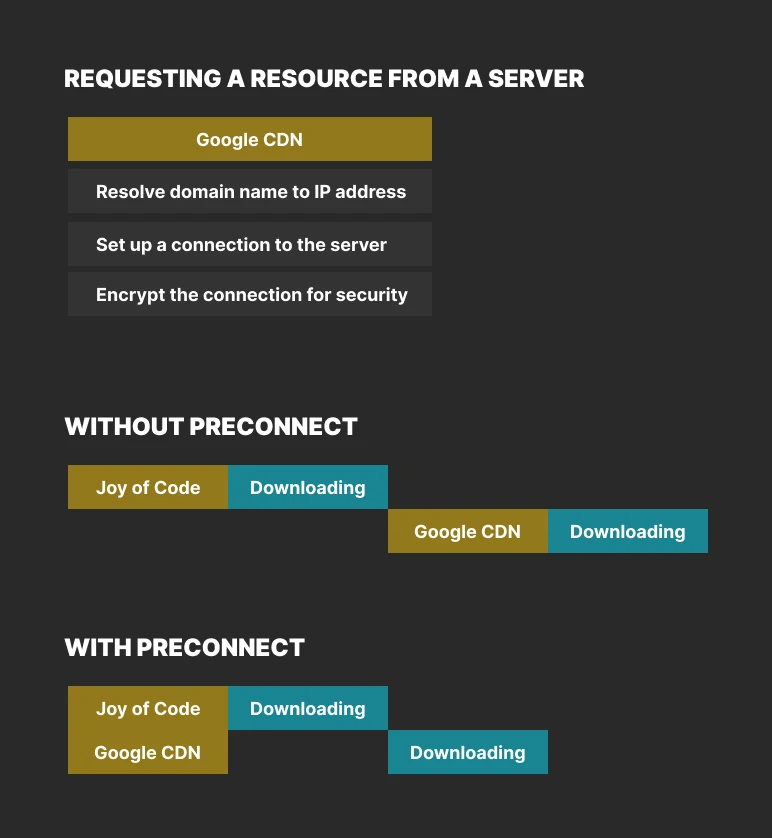 REQUESTING A RESOURCE FROM A SERVER
Google CDN
Resolve domain name to IP address
Set up a connection to the server
Encrypt the connection for security
WITHOUT PRECONNECT
Joy of Code Downloading
Google CDN Downloading
WITH PRECONNECT
Joy of Code Downloading
Google CDN Downloading